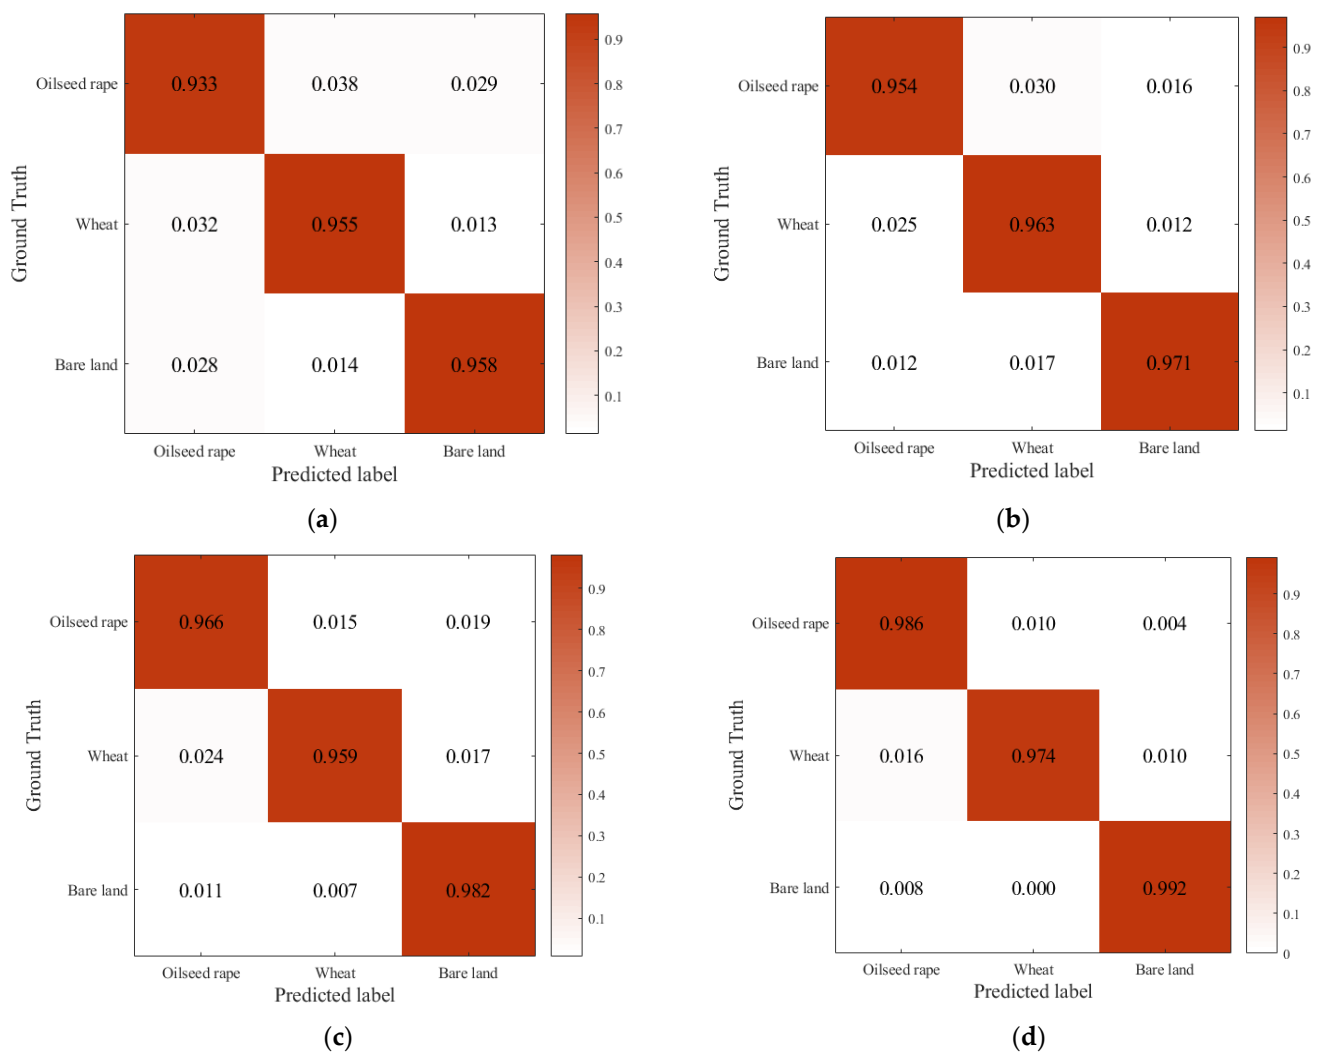 Oilseed rape 0.933 0.038 0.029
Wheat 0.032 0.955 0.013
Bare land 0.028 0.014 0.958
Oilseed rape Wheat Bare land
Predicted label
Ground Truth
0.9
0.8
0.7
0.6
0.5
0.4
0.3
0.2
0.1
(a)
Oilseed rape 0.954 0.030 0.016
Wheat 0.025 0.963 0.012
Bare land 0.012 0.017 0.971
Oilseed rape Wheat Bare land
Predicted label
Ground Truth
0.9
0.8
0.7
0.6
0.5
0.4
0.3
0.2
0.1
(b)
Oilseed rape 0.966 0.015 0.019
Wheat 0.024 0.959 0.017
Bare land 0.011 0.007 0.982
Oilseed rape Wheat Bare land
Predicted label
Ground Truth
0.9
0.8
0.7
0.6
0.5
0.4
0.3
0.2
0.1
(c)
Oilseed rape 0.986 0.010 0.004
Wheat 0.016 0.974 0.010
Bare land 0.008 0.000 0.992
Oilseed rape Wheat Bare land
Predicted label
Ground Truth
0.9
0.8
0.7
0.6
0.5
0.4
0.3
0.2
0.1
0
(d)